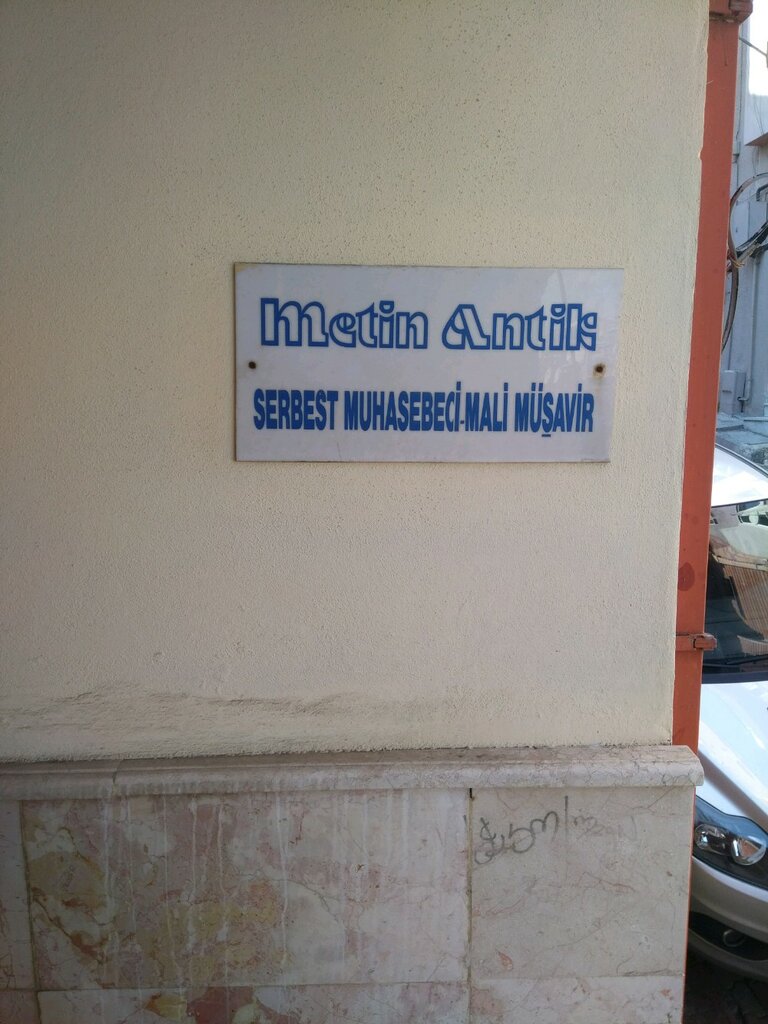 Metin Antik
SERBEST MUHASEBECİ-MALİ MÜŞAVİR